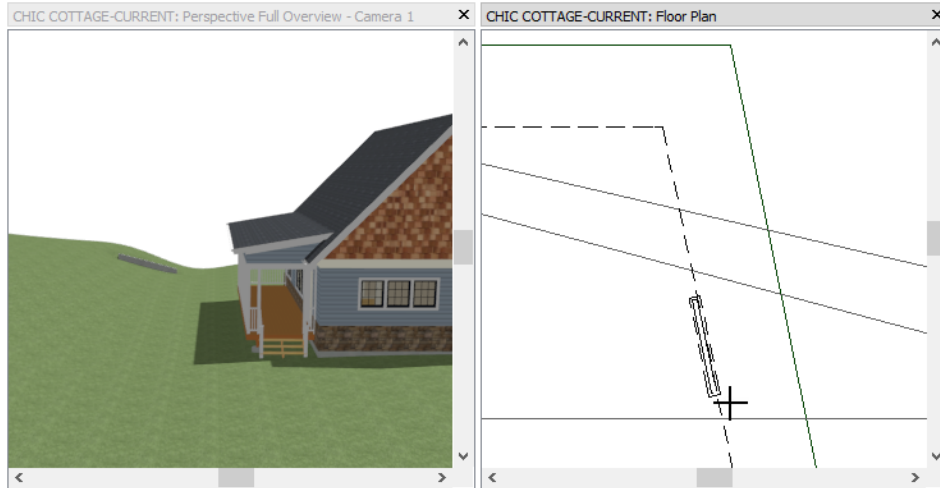 CHIC COTTAGE-CURRENT: Perspective Full Overview - Camera 1
CHIC COTTAGE-CURRENT: Floor Plan